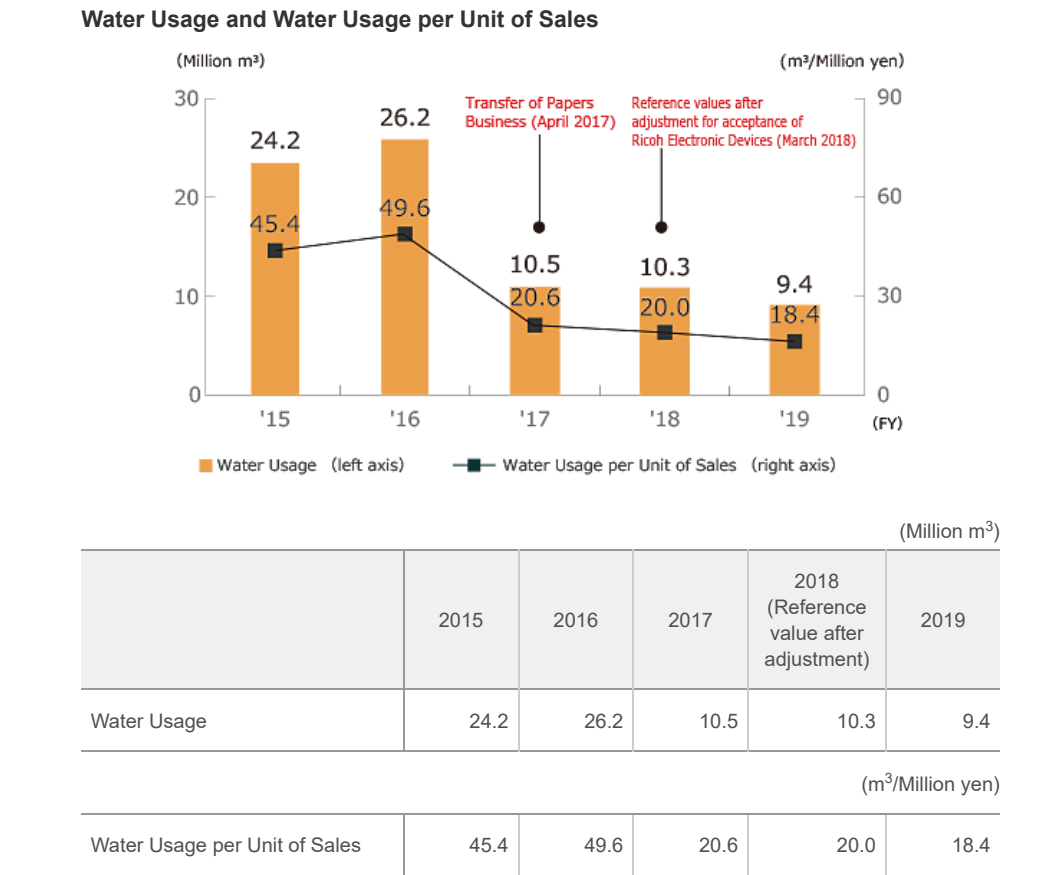 Water Usage and Water Usage per Unit of Sales
(Million m³)
(m³/Million yen)
30
20
10
0
90
60
30
0
24.2
26.2
10.5
10.3
9.4
45.4
49.6
20.6
20.0
18.4
Transfer of Papers
Business (April 2017)
Reference values after
adjustment for acceptance of
Ricoh Electronic Devices (March 2018)
'15 '16 '17 '18 '19 (FY)
Water Usage (left axis) Water Usage per Unit of Sales (right axis)
(Million m³)
2015 2016 2017 2018 (Reference value after adjustment) 2019
Water Usage 24.2 26.2 10.5 10.3 9.4
(m³/Million yen)
Water Usage per Unit of Sales 45.4 49.6 20.6 20.0 18.4